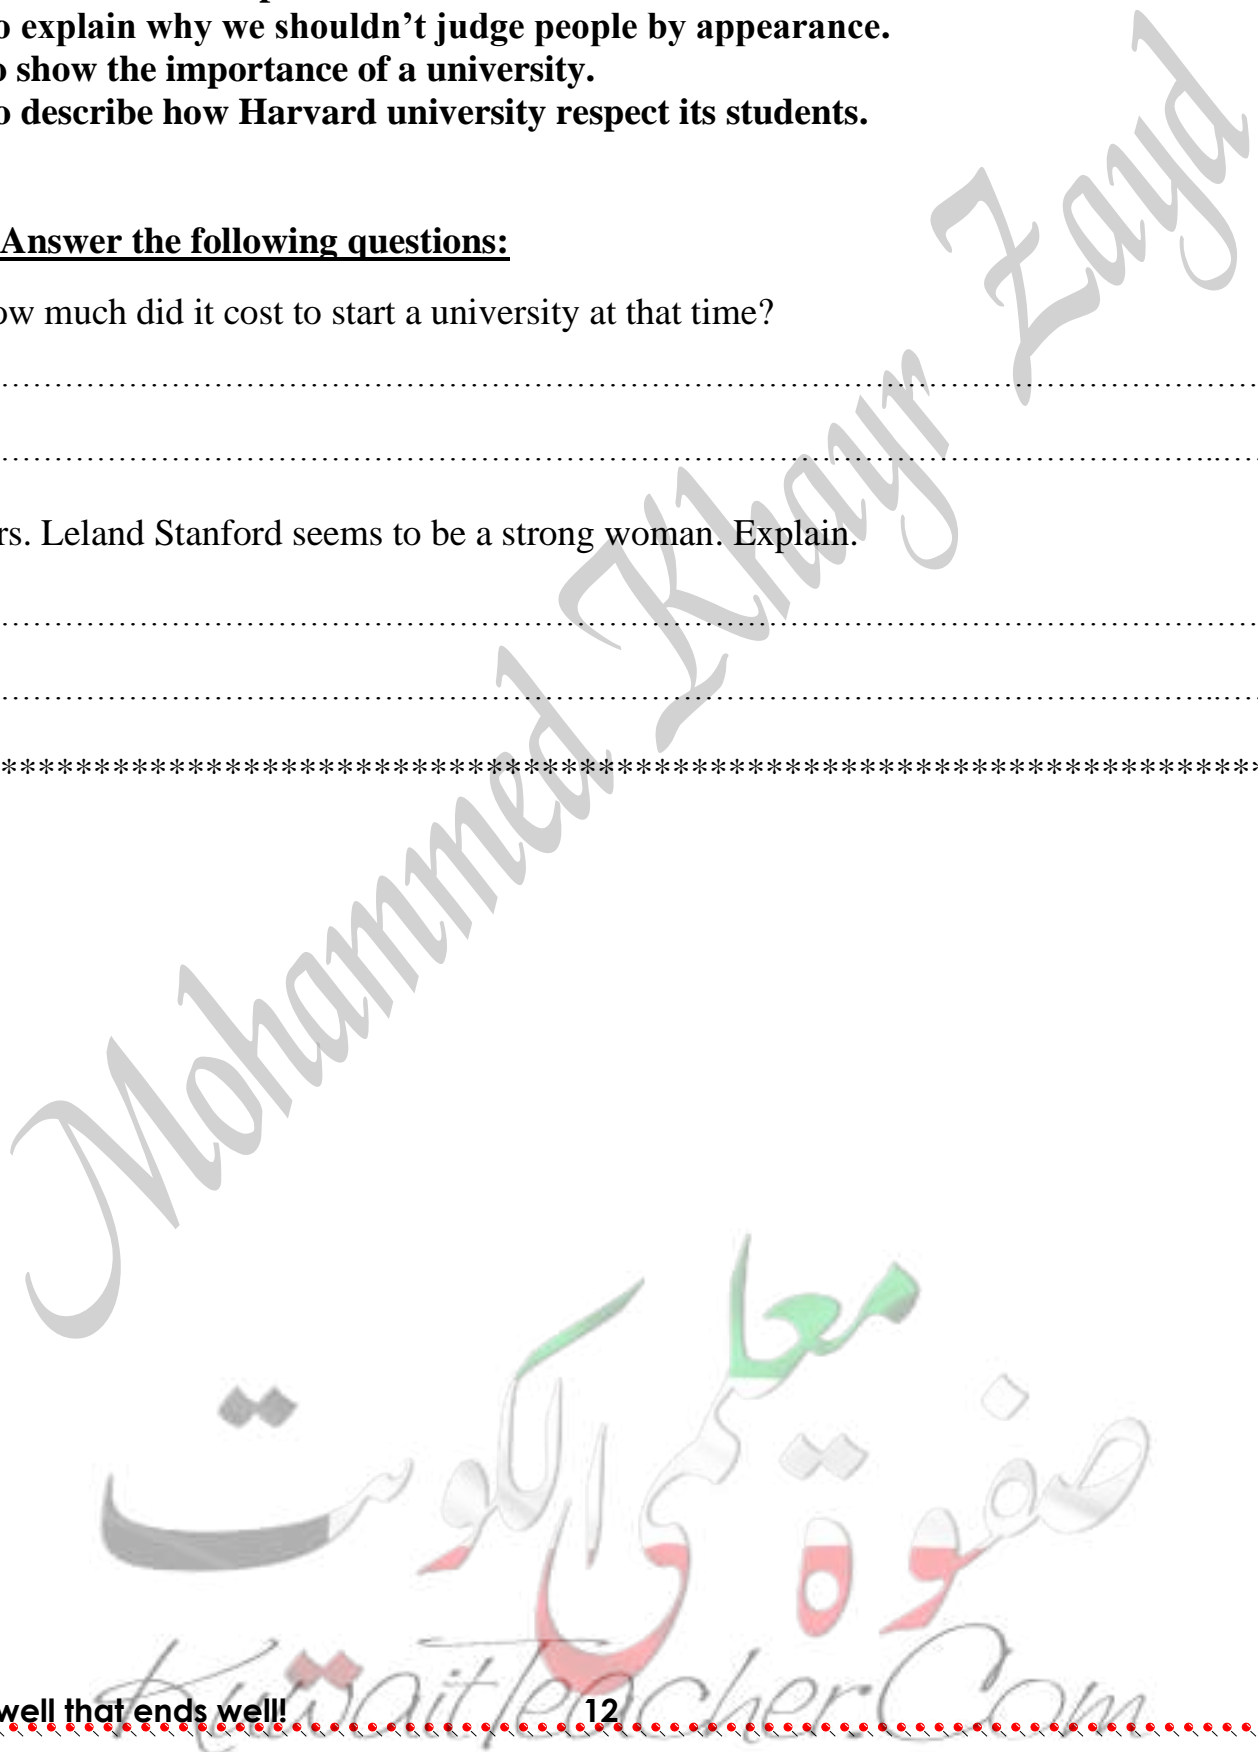 o explain why we shouldn’t judge people by appearance.
o show the importance of a university.
o describe how Harvard university respect its students.
Answer the following questions:
ow much did it cost to start a university at that time?
rs. Leland Stanford seems to be a strong woman. Explain.
*******************************************************************
Mohammed Khayr Zayd
صفوة معلمى الكويت
KuwaitTeacher.Com
well that ends well! 12